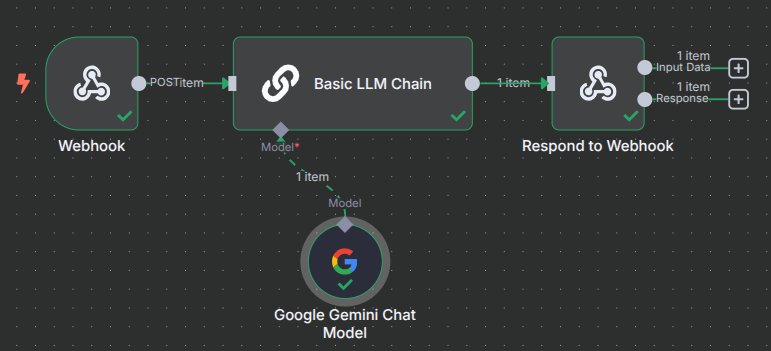 POST
item
Basic LLM Chain
1 item
1 item
Input Data
1 item
Response
Webhook
Model*
Respond to Webhook
1 item
Model
Google Gemini Chat
Model